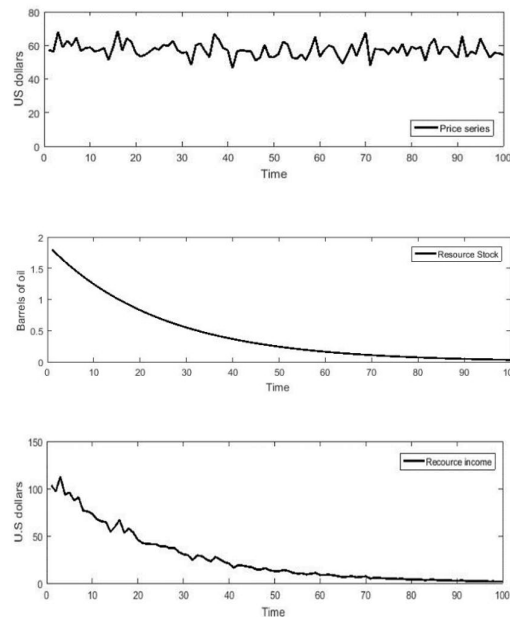 80
60
US dollars
40
20
0
Price series
0 10 20 30 40 50 60 70 80 90 100
Time
2
1.5
Barrels of oil
1
0.5
0
Resource Stock
0 10 20 30 40 50 60 70 80 90 100
Time
150
100
U.S dollars
50
0
Recource income
0 10 20 30 40 50 60 70 80 90 100
Time